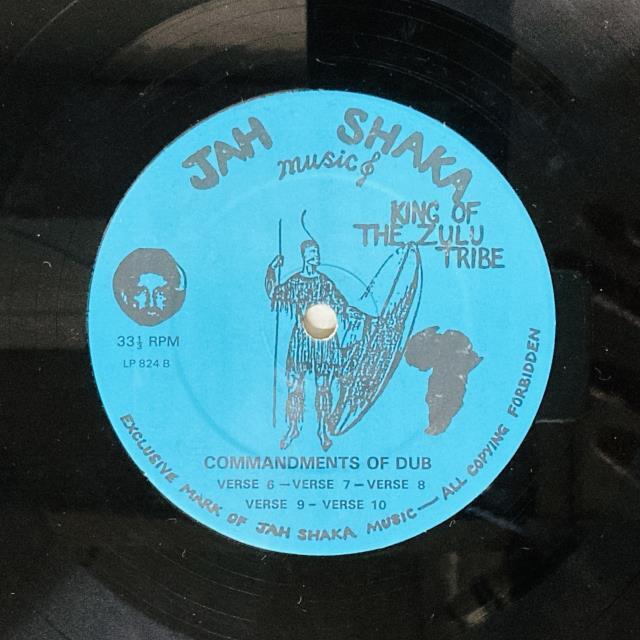 JAH SHAKA
music
KING OF
THE ZULU
TRIBE
33⅓ RPM
LP 824 B
COMMANDMENTS OF DUB
VERSE 6 — VERSE 7 — VERSE 8
VERSE 9 – VERSE 10
EXCLUSIVE MARK OF JAH SHAKA MUSIC — ALL COPYING FORBIDDEN